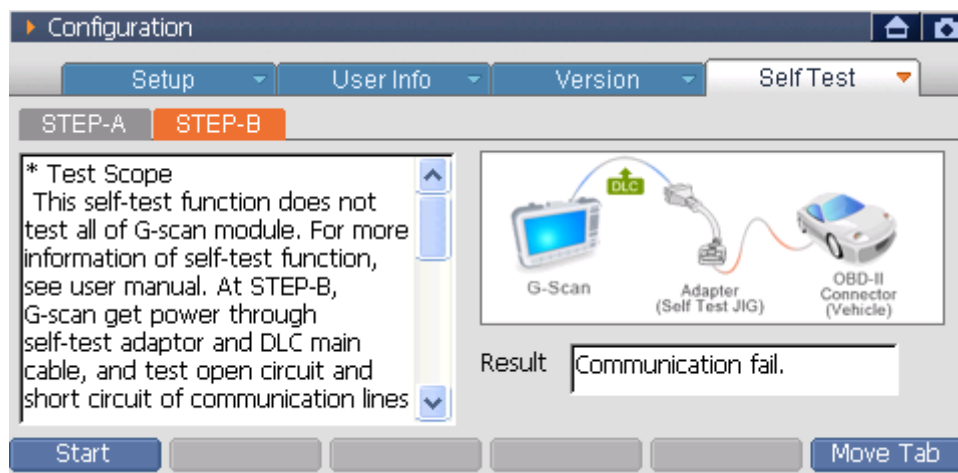 Configuration
Setup
User Info
Version
Self Test
STEP-A
STEP-B
* Test Scope
This self-test function does not
test all of G-scan module. For more
information of self-test function,
see user manual. At STEP-B,
G-scan get power through
self-test adaptor and DLC main
cable, and test open circuit and
short circuit of communication lines
DLC
G-Scan
Adapter
(Self Test JIG)
OBD-II
Connector
(Vehicle)
Result
Communication fail.
Start
Move Tab